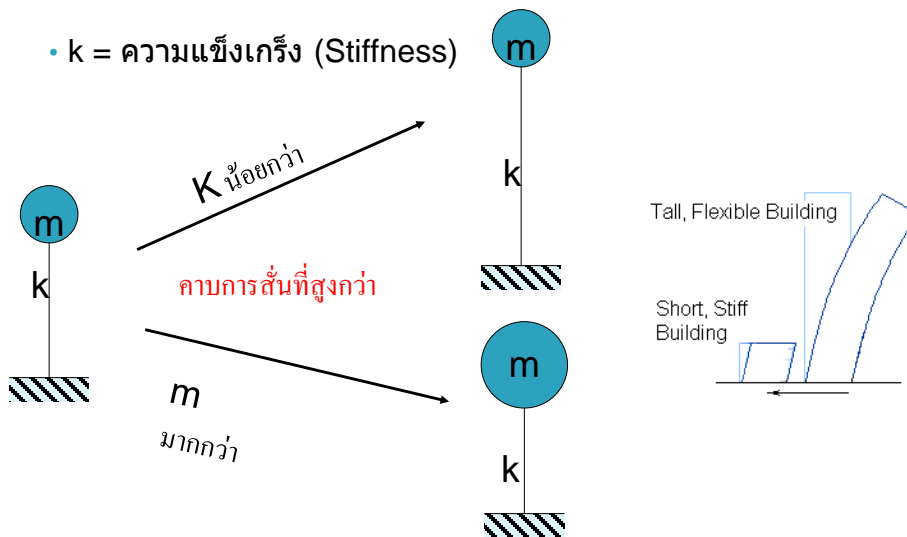 • k = ความแข็งเกร็ง (Stiffness)
m
k
K น้อยกว่า
m
k
คาบการสั่นที่สูงกว่า
m
มากกว่า
m
k
Tall, Flexible Building
Short, Stiff
Building